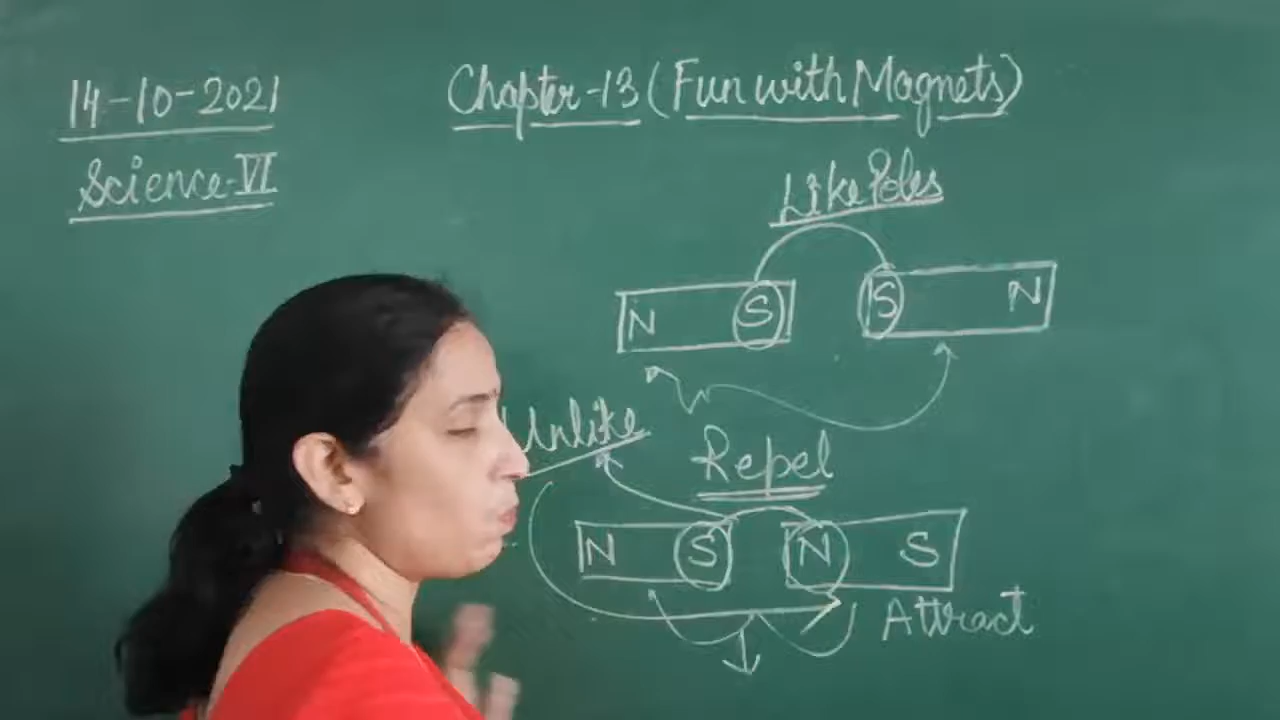 14-10-2021
Science-VI
Chapter-13 (Fun with Magnets)
Like Poles
N S S N
Unlike
Repel
N S N S
Attract